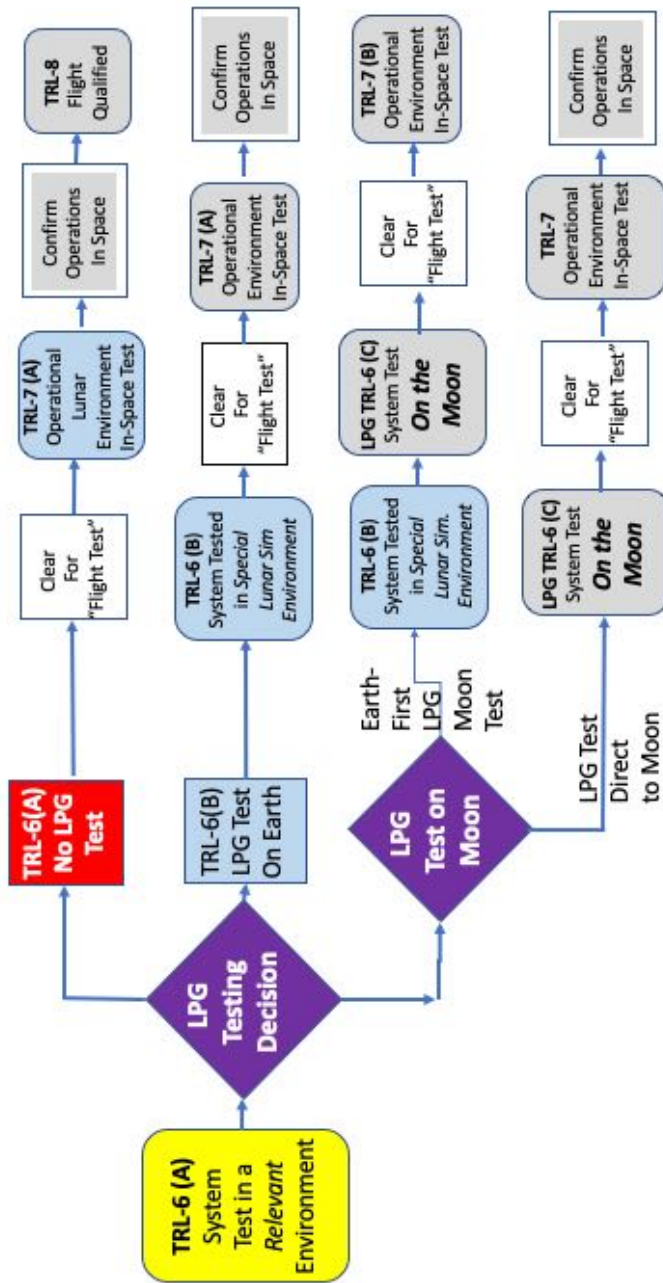 TRL-6 (A)
System
Test in a
Relevant
Environment
LPG
Testing
Decision
TRL-6(A)
No LPG
Test
Clear
For
"Flight Test"
TRL-7 (A)
Operational
Lunar
Environment
In-Space Test
Confirm
Operations
In Space
TRL-8
Flight
Qualified
TRL-6(B)
LPG Test
On Earth
TRL-6 (B)
System Tested
in Special
Lunar Sim
Environment
Clear
For
"Flight Test"
TRL-7 (A)
Operational
Environment
In-Space Test
Confirm
Operations
In Space
LPG
Test on
Moon
Earth-
First
LPG
Moon
Test
TRL-6 (B)
System Tested
in Special
Lunar Sim.
Environment
LPG TRL-6 (C)
System Test
On the
Moon
Clear
For
"Flight Test"
TRL-7 (B)
Operational
Environment
In-Space Test
LPG Test
Direct
to Moon
LPG TRL-6 (C)
System Test
On the
Moon
Clear
For
"Flight Test"
TRL-7
Operational
Environment
In-Space Test
Confirm
Operations
In Space